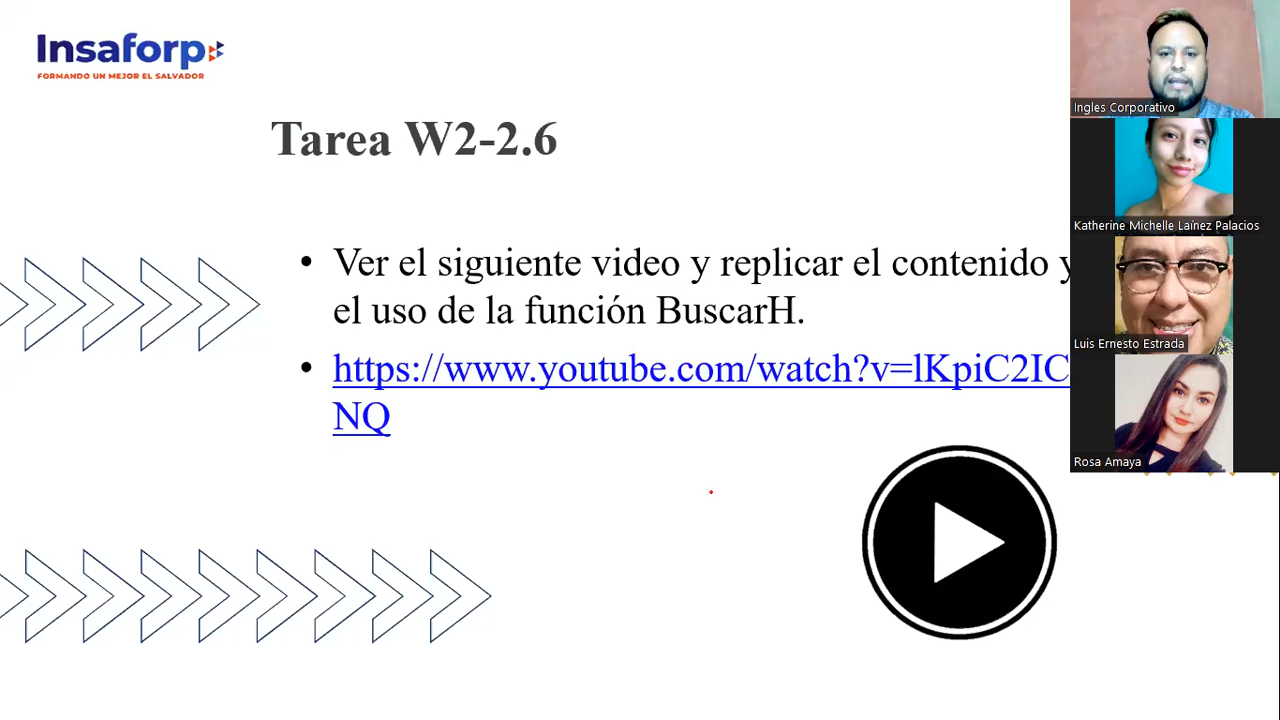 Insaforp
FORMANDO UN MEJOR EL SALVADOR
Tarea W2-2.6
• Ver el siguiente video y replicar el contenido y
el uso de la función BuscarH.
• https://www.youtube.com/watch?v=lKpiC2IC
NQ
Ingles Corporativo
Katherine Michelle Laínez Palacios
Luis Ernesto Estrada
Rosa Amaya